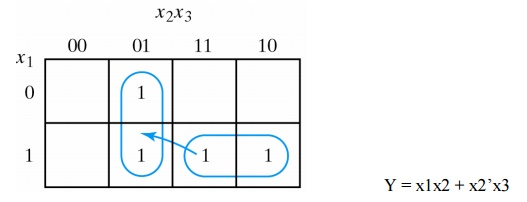 x2x3
x1 00 01 11 10
0 1
1 1 1 1
Y = x1x2 + x2’x3